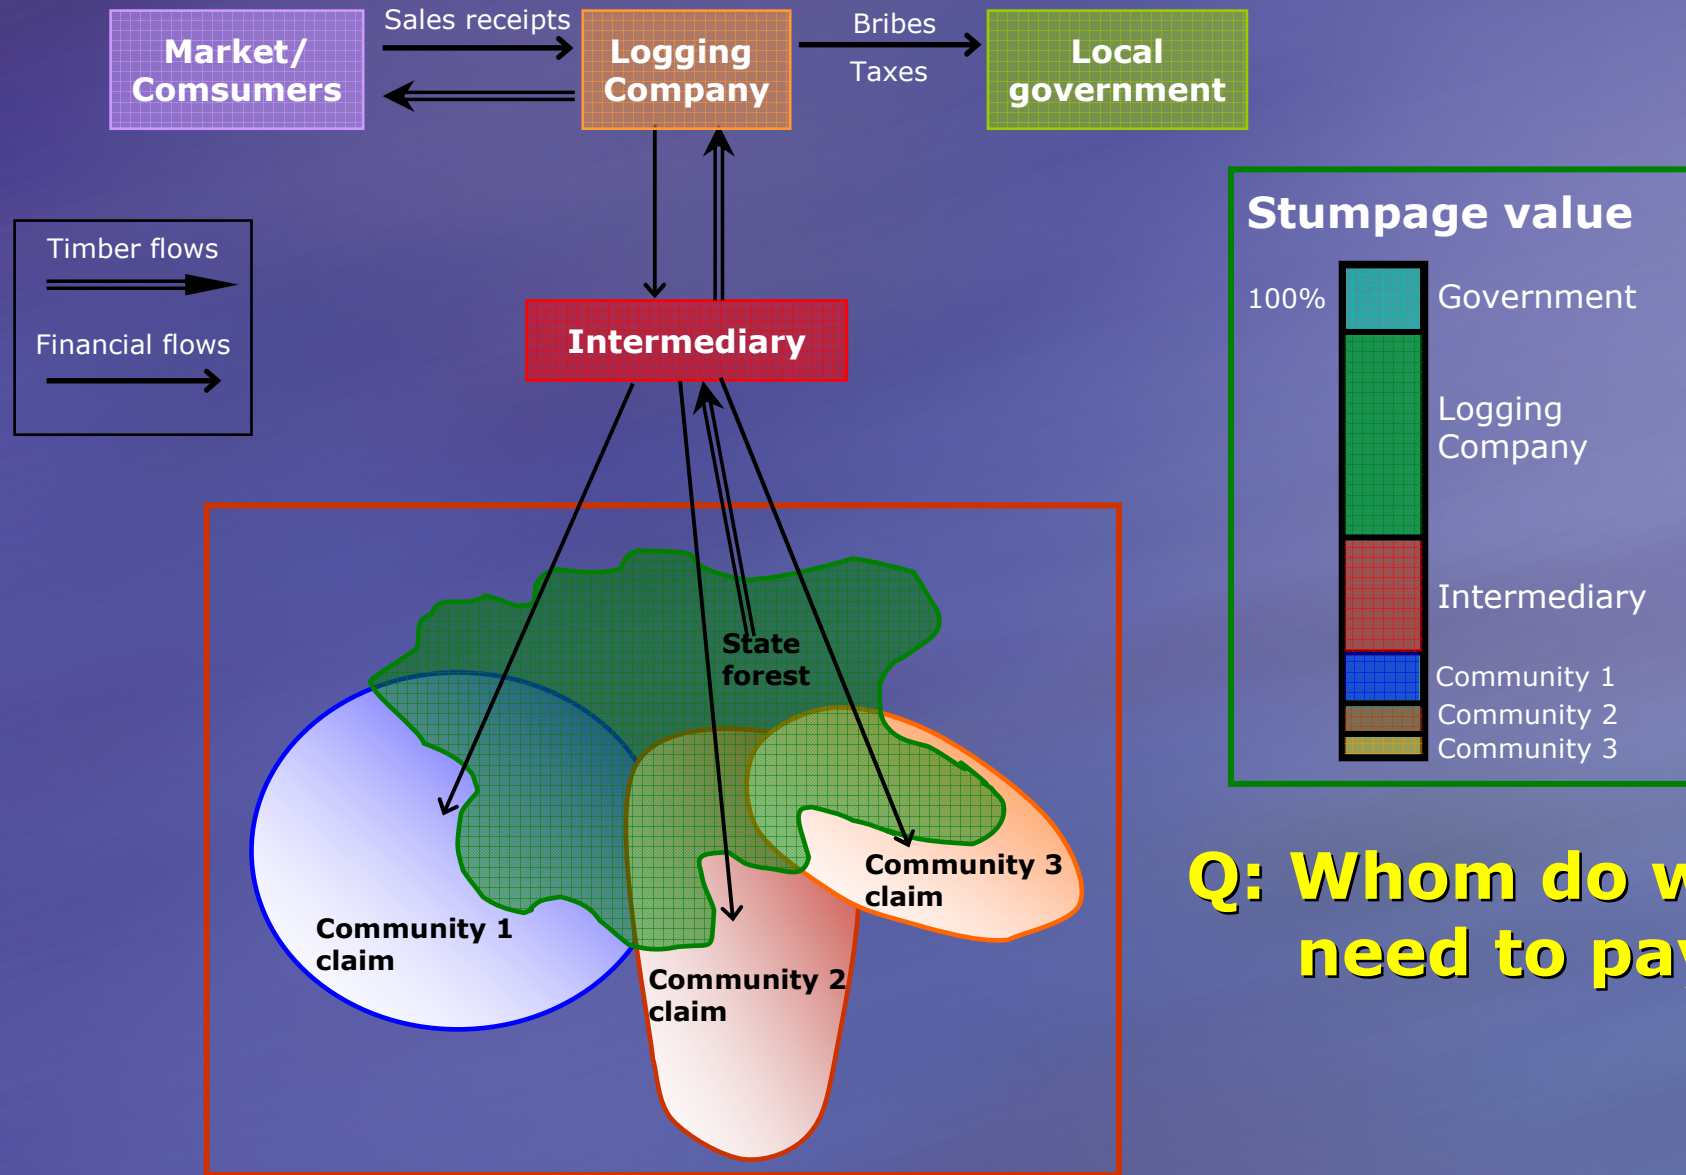 Market/
Comsumers
Sales receipts
Logging
Company
Bribes
Taxes
Local
government
Timber flows
Financial flows
Intermediary
Stumpage value
100%
Government
Logging
Company
Intermediary
Community 1
Community 2
Community 3
State
forest
Community 1
claim
Community 2
claim
Community 3
claim
Q: Whom do
need to